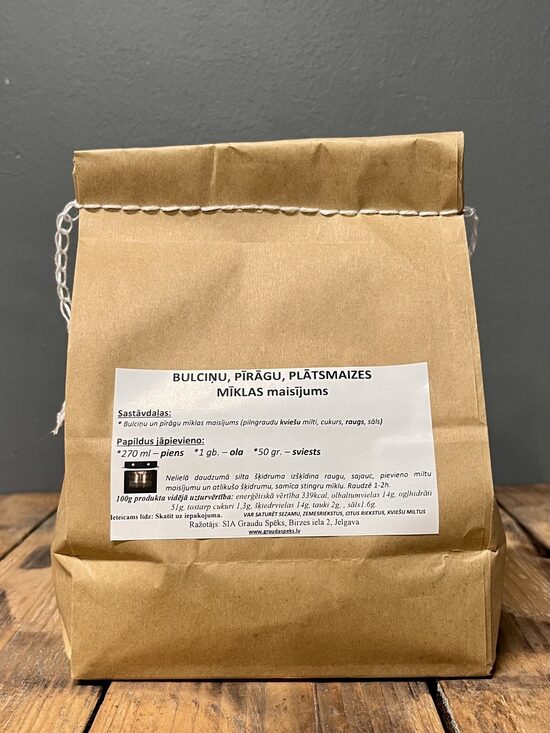 BULCIŅU, PĪRĀGU, PLĀTSMAIZES
MĪKLAS maisījums
Sastāvdaļas:
* Bulciņu un pīrāgu mīklas maisījums (pilngraudu kviešu milti, cukurs, raugs, sāls)
Papildus jāpievieno:
*270 ml – piens *1 gb. – ola *50 gr. – sviests
Nelielā daudzumā silta šķidruma izšķīdina raugu, sajauc, pievieno miltu
maisījumu un atlikušo šķidrumu, samīca stingru mīklu. Raudzē 1-2h.
100g produkta vidējā uzturvērtība: enerģētiskā vērtība 339kcal, olbaltumvielas 14g, ogļhidrāti
51g, tostarp cukuri 1,3g, šķiedrvielas 14g, tauki 2g, , sāls1.6g.
Ieteicams līdz: Skatīt uz iepakojuma. VAR SATURĒT SEZAMU, ZEMESRIEKSTUS, CITUS RIEKSTUS, KVIEŠU MILTUS
Ražotājs: SIA Graudu Spēks, Birzes iela 2, Jelgava
www.graudaspeks.lv